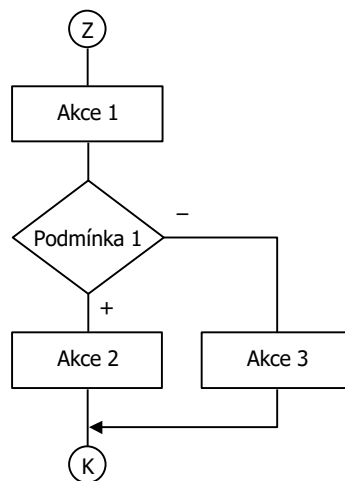 Z
Akce 1
Podmínka 1
–
+
Akce 2
Akce 3
K